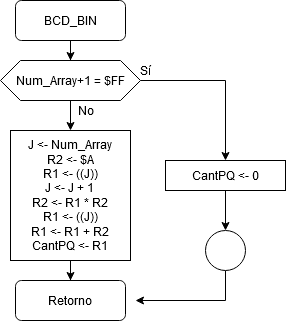 BCD_BIN
Num_Array+1 = $FF
Sí
No
J <- Num_Array
R2 <- $A
R1 <- ((J))
J <- J + 1
R2 <- R1 * R2
R1 <- ((J))
R1 <- R1 + R2
CantPQ <- R1
CantPQ <- 0
Retorno